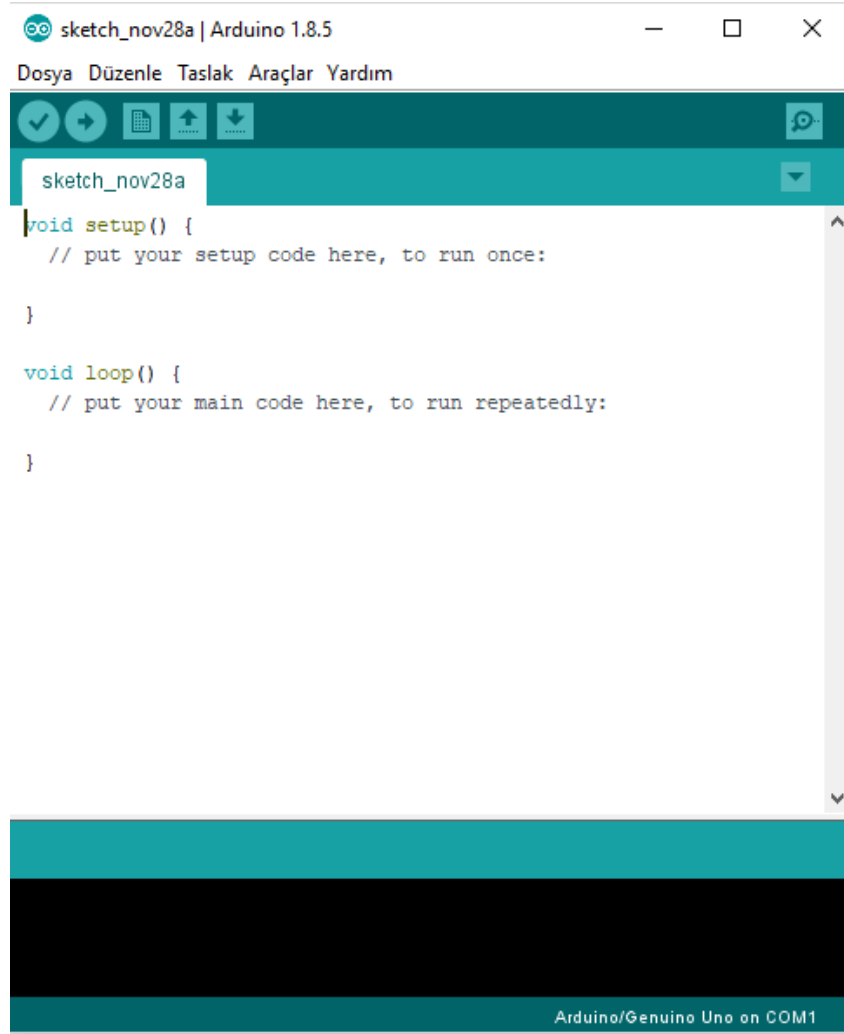 sketch_nov28a | Arduino 1.8.5
Dosya Düzenle Taslak Araçlar Yardım
sketch_nov28a
void setup() {
  // put your setup code here, to run once:
}
void loop() {
  // put your main code here, to run repeatedly:
}
Arduino/Genuino Uno on COM1